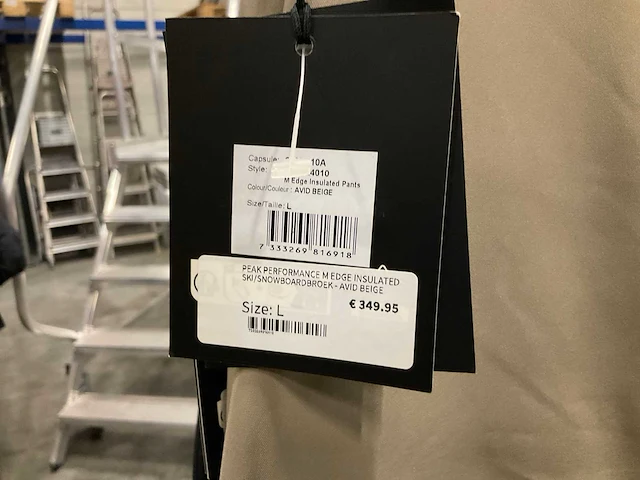 Capsule: 10A
Style: 4010
M Edge Insulated Pants
Colour/Couleur: AVID BEIGE
Size/Taille: L
7 333269 816918
PEAK PERFORMANCE M EDGE INSULATED
SKI/SNOWBOARDBROEK - AVID BEIGE
€ 349.95
Size: L